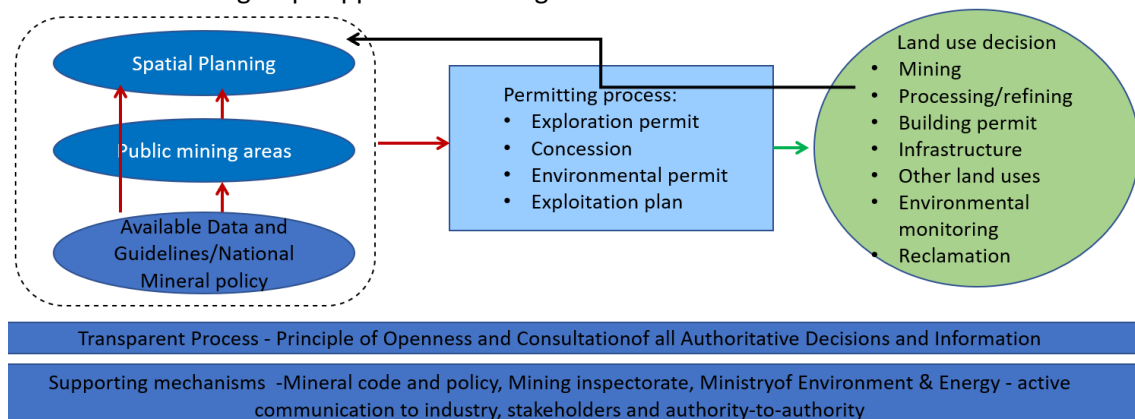 Spatial Planning
Public mining areas
Available Data and
Guidelines/National
Mineral policy
Permitting process:
• Exploration permit
• Concession
• Environmental permit
• Exploitation plan
Land use decision
• Mining
• Processing/refining
• Building permit
• Infrastructure
• Other land uses
• Environmental
monitoring
• Reclamation
Transparent Process - Principle of Openness and Consultationof all Authoritative Decisions and Information
Supporting mechanisms -Mineral code and policy, Mining inspectorate, Ministryof Environment & Energy - active
communication to industry, stakeholders and authority-to-authority